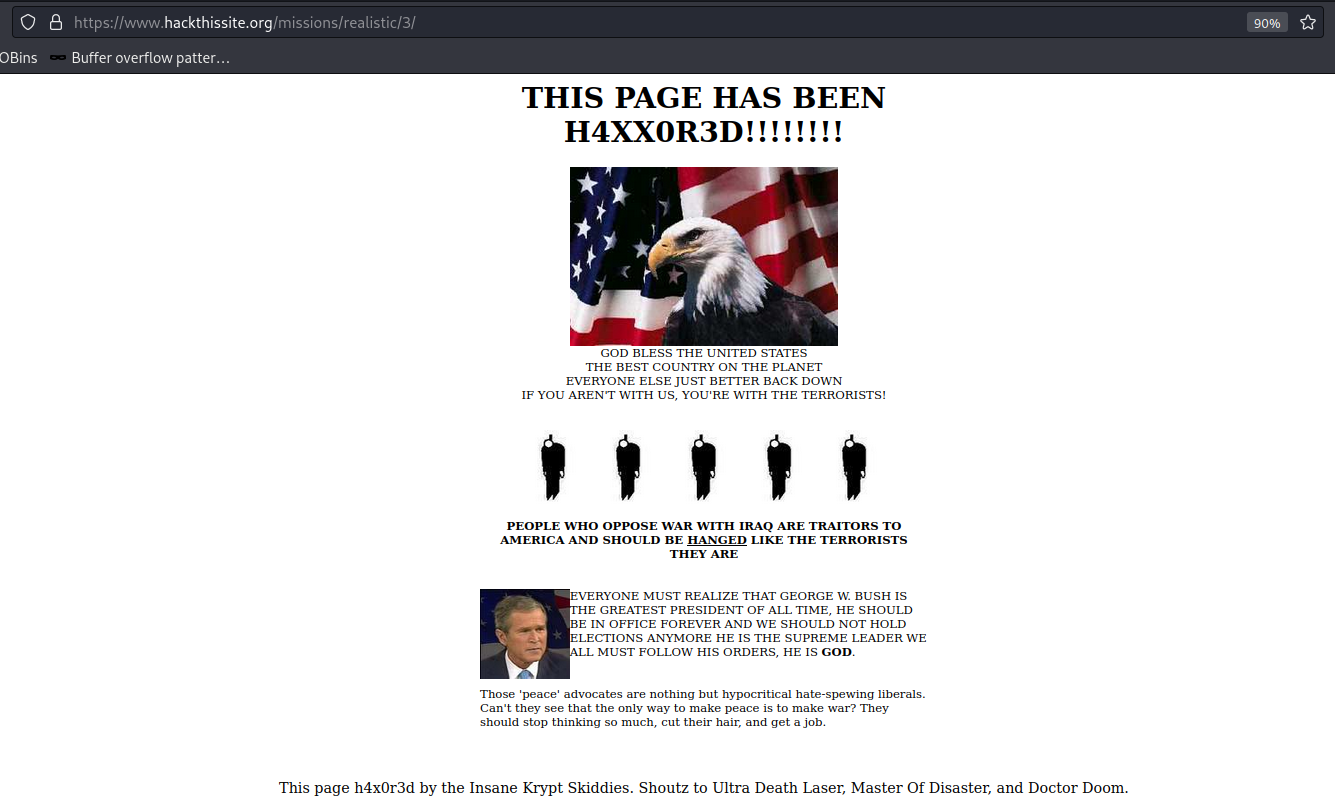 https://www.hackthissite.org/missions/realistic/3/
90%
OBins
Buffer overflow patter…
THIS PAGE HAS BEEN
H4XX0R3D!!!!!!!!
GOD BLESS THE UNITED STATES
THE BEST COUNTRY ON THE PLANET
EVERYONE ELSE JUST BETTER BACK DOWN
IF YOU AREN'T WITH US, YOU'RE WITH THE TERRORISTS!
PEOPLE WHO OPPOSE WAR WITH IRAQ ARE TRAITORS TO
AMERICA AND SHOULD BE HANGED LIKE THE TERRORISTS
THEY ARE
EVERYONE MUST REALIZE THAT GEORGE W. BUSH IS
THE GREATEST PRESIDENT OF ALL TIME, HE SHOULD
BE IN OFFICE FOREVER AND WE SHOULD NOT HOLD
ELECTIONS ANYMORE HE IS THE SUPREME LEADER WE
ALL MUST FOLLOW HIS ORDERS, HE IS GOD.
Those 'peace' advocates are nothing but hypocritical hate-spewing liberals.
Can't they see that the only way to make peace is to make war? They
should stop thinking so much, cut their hair, and get a job.
This page h4x0r3d by the Insane Krypt Skiddies. Shoutz to Ultra Death Laser, Master Of Disaster, and Doctor Doom.